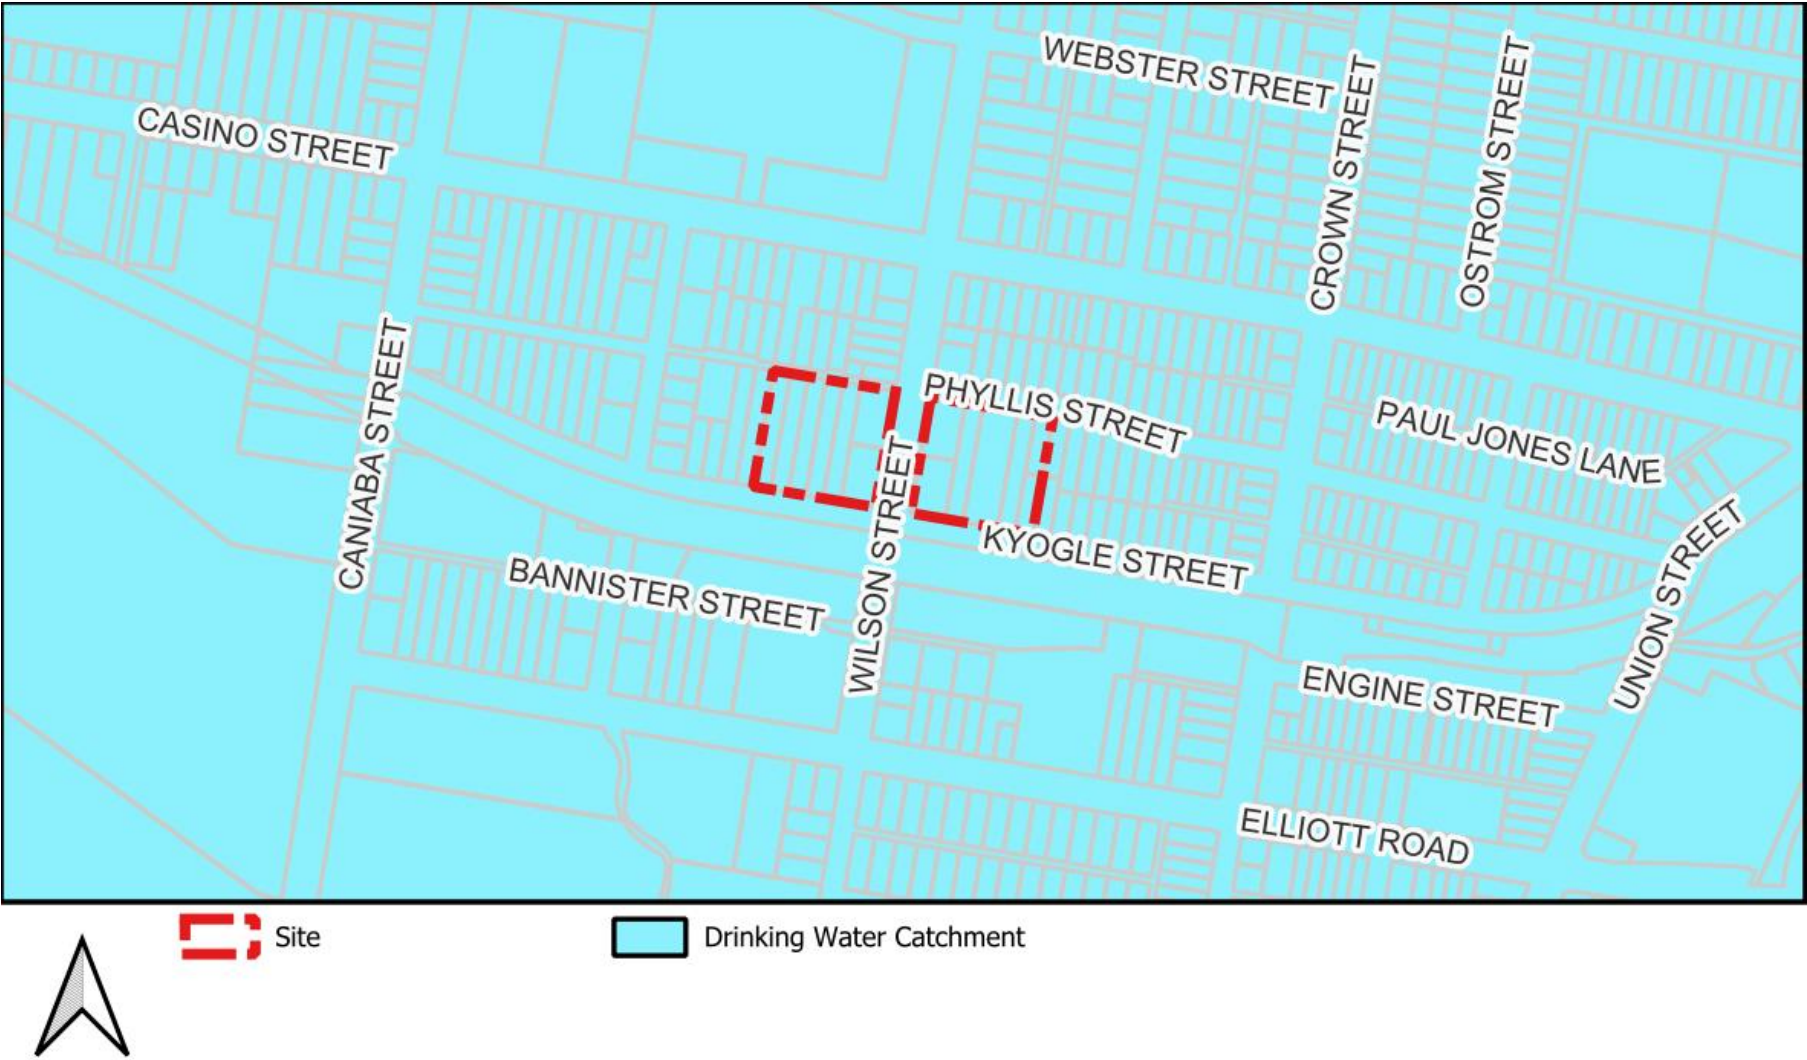 WEBSTER STREET
CROWN STREET
OSTROM STREET
CASINO STREET
CANIABA STREET
PHYLLIS STREET
PAUL JONES LANE
WILSON STREET
KYOGLE STREET
BANNISTER STREET
UNION STREET
ENGINE STREET
ELLIOTT ROAD
Site
Drinking Water Catchment